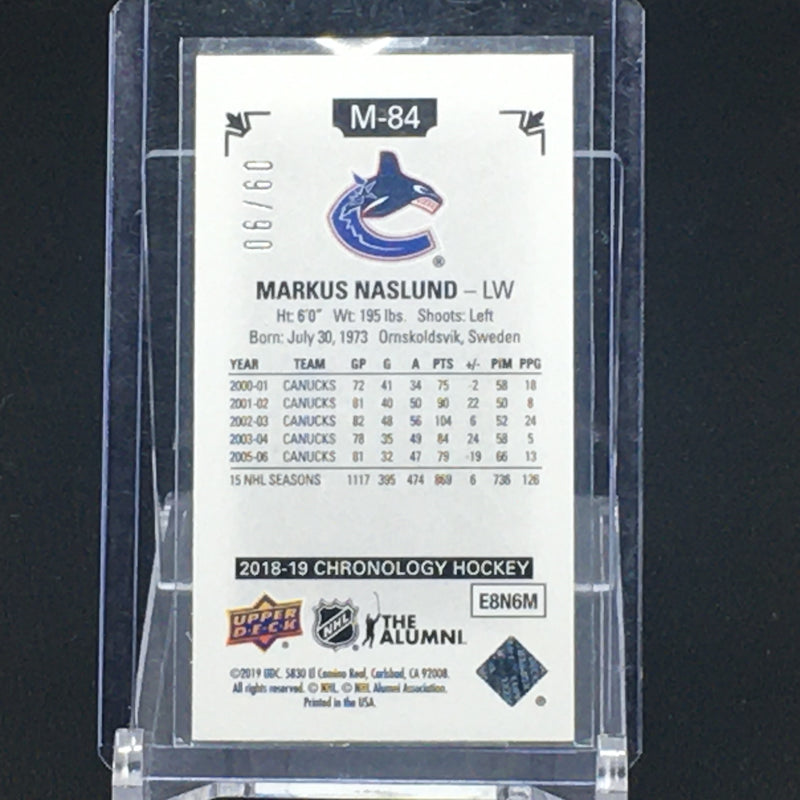 M-84
06/60
MARKUS NASLUND – LW
Ht: 6'0" Wt: 195 lbs. Shoots: Left
Born: July 30, 1973 Ornskoldsvik, Sweden
YEAR TEAM GP G A PTS +/- PIM PPG
2000-01 CANUCKS 72 41 34 75 -2 58 18
2001-02 CANUCKS 81 40 50 90 22 50 8
2002-03 CANUCKS 82 48 56 104 6 52 24
2003-04 CANUCKS 78 35 49 84 24 58 5
2005-06 CANUCKS 81 32 47 79 -19 66 13
15 NHL SEASONS 1117 395 474 869 6 736 126
2018-19 CHRONOLOGY HOCKEY
E8N6M
UPPER DECK NHL THE ALUMNI
©2019 UDC. 5830 El Camino Real, Carlsbad, CA 92008.
All rights reserved. © NHL. © NHL Alumni Association.
Printed in the USA.